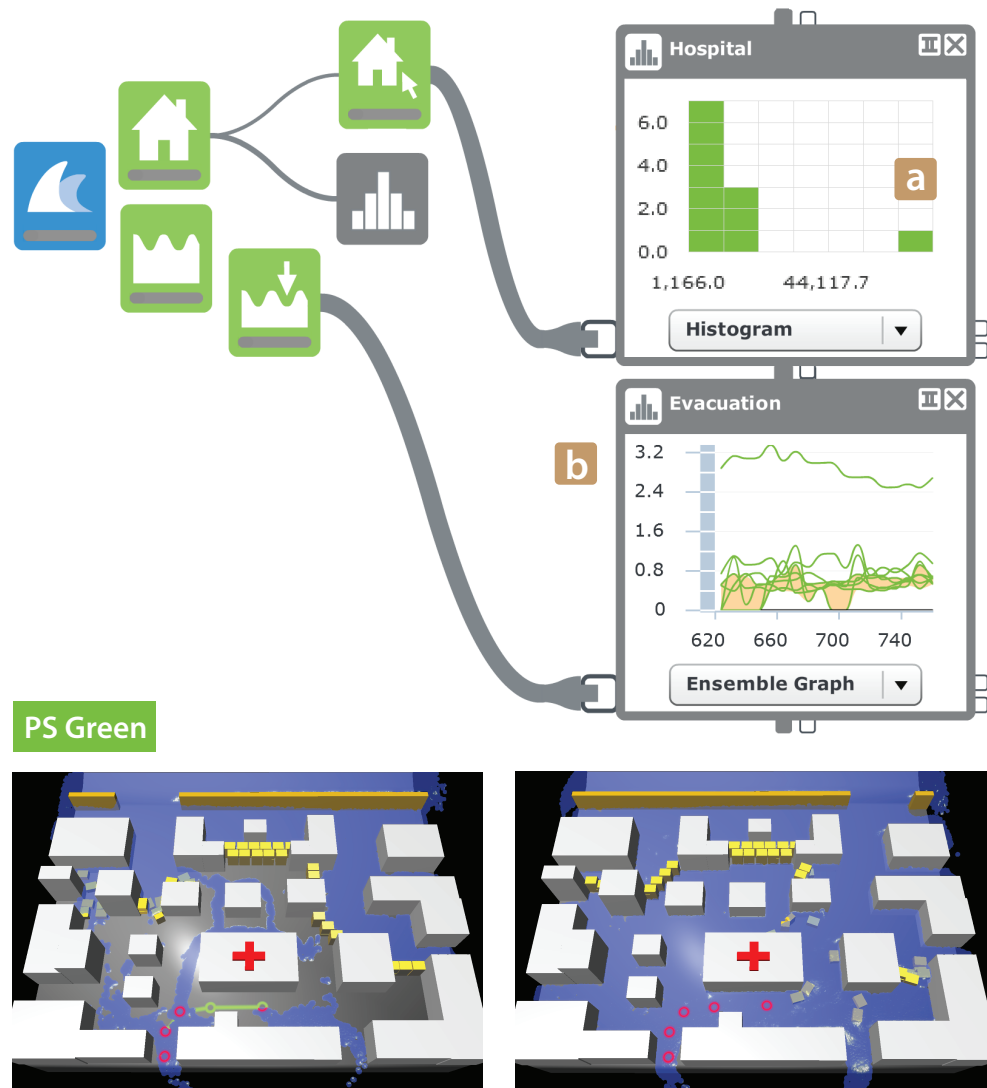 Hospital
6.0
4.0
2.0
0.0
a
1,166.0 44,117.7
Histogram
Evacuation
b
3.2
2.4
1.6
0.8
0
620 660 700 740
Ensemble Graph
PS Green